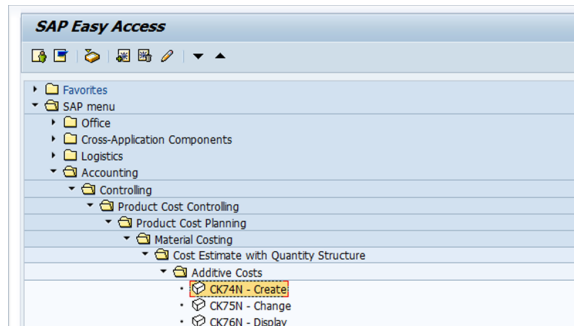 SAP Easy Access
Favorites
SAP menu
Office
Cross-Application Components
Logistics
Accounting
Controlling
Product Cost Controlling
Product Cost Planning
Material Costing
Cost Estimate with Quantity Structure
Additive Costs
CK74N - Create
CK75N - Change
CK76N - Display